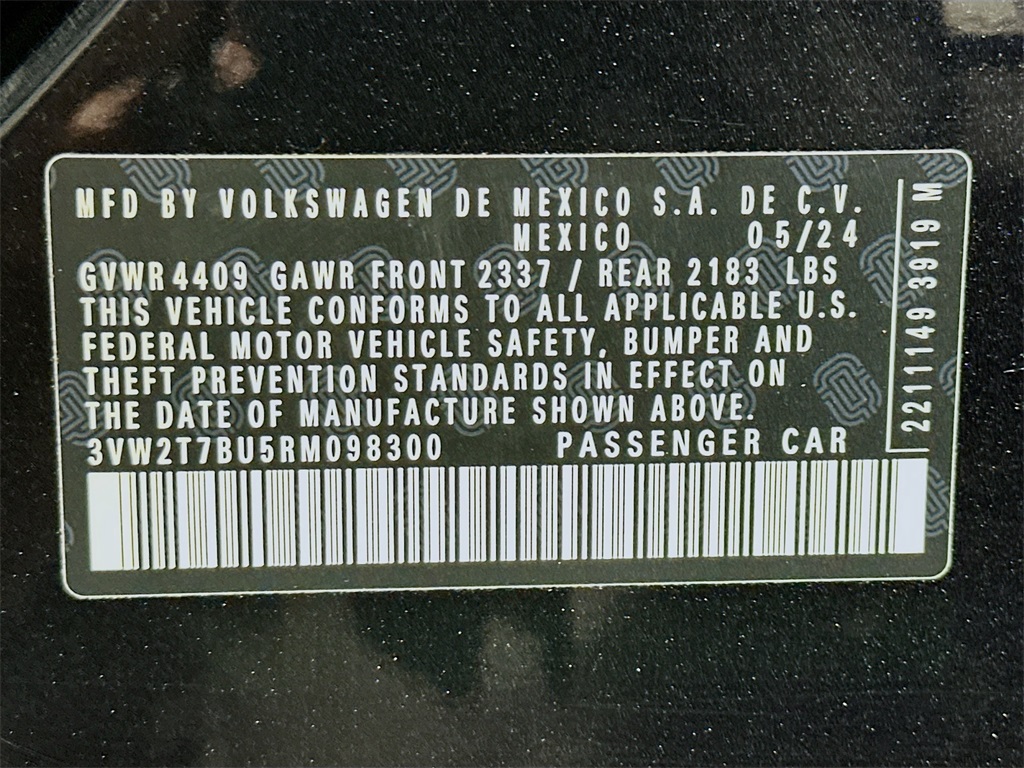 MFD BY VOLKSWAGEN DE MEXICO S.A. DE C.V.
MEXICO 05/24
GVWR 4409 GAWR FRONT 2337 / REAR 2183 LBS
THIS VEHICLE CONFORMS TO ALL APPLICABLE U.S.
FEDERAL MOTOR VEHICLE SAFETY, BUMPER AND
THEFT PREVENTION STANDARDS IN EFFECT ON
THE DATE OF MANUFACTURE SHOWN ABOVE.
3VW2T7BU5RM098300 PASSENGER CAR
2211149 3919 M